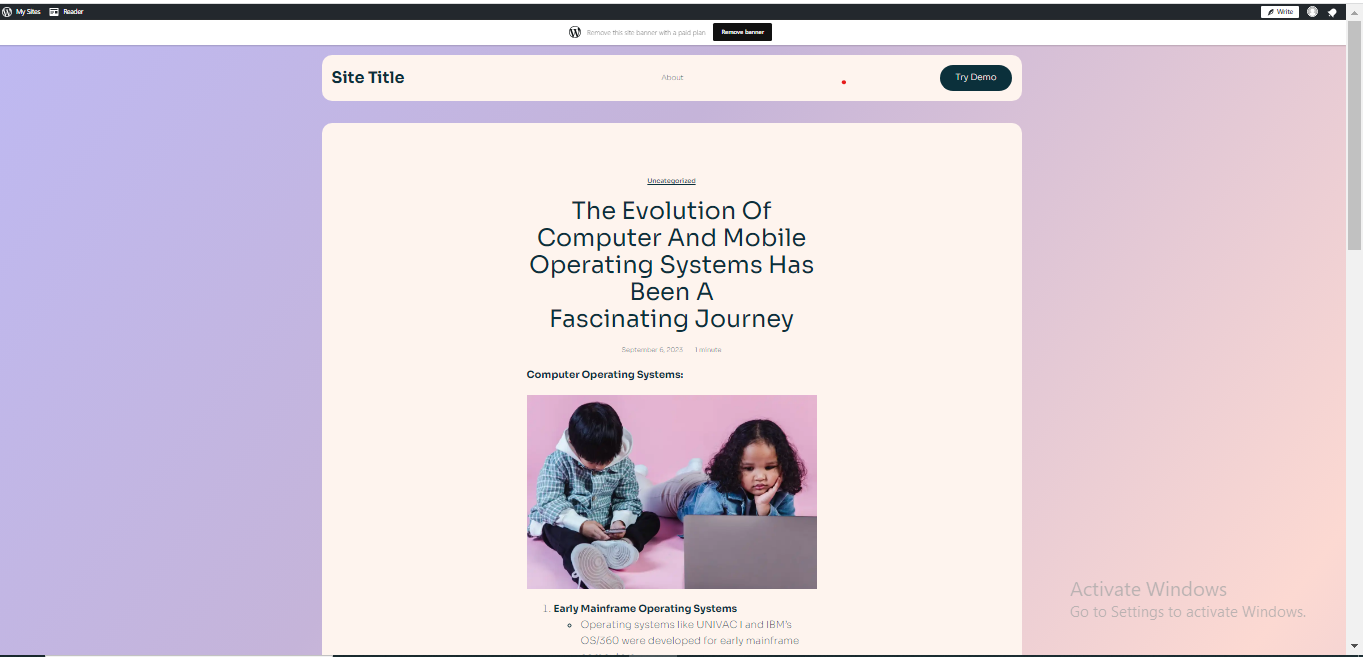 My Sites Reader Write
Remove this site banner with a paid plan Remove banner
Site Title About Try Demo
Uncategorized
The Evolution Of
Computer And Mobile
Operating Systems Has
Been A
Fascinating Journey
September 6, 2023 1 minute
Computer Operating Systems:
1. Early Mainframe Operating Systems
Operating systems like UNIVAC I and IBM's
OS/360 were developed for early mainframe
Activate Windows
Go to Settings to activate Windows.